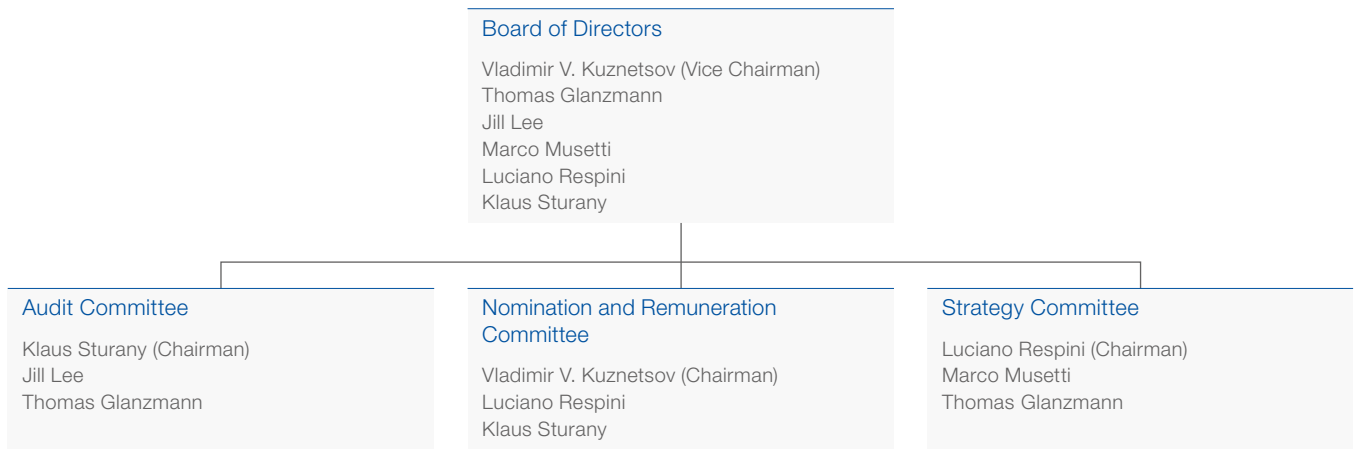 Board of Directors
Vladimir V. Kuznetsov (Vice Chairman)
Thomas Glanzmann
Jill Lee
Marco Musetti
Luciano Respini
Klaus Sturany
Audit Committee
Klaus Sturany (Chairman)
Jill Lee
Thomas Glanzmann
Nomination and Remuneration
Committee
Vladimir V. Kuznetsov (Chairman)
Luciano Respini
Klaus Sturany
Strategy Committee
Luciano Respini (Chairman)
Marco Musetti
Thomas Glanzmann